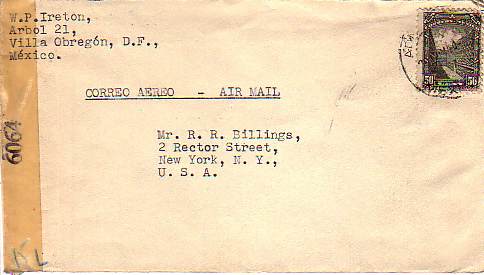 W.P.Ireton,
Arbol 21,
Villa Obregón, D.F.,
México.
CORREO AEREO - AIR MAIL
Mr. R. R. Billings,
2 Rector Street,
New York, N. Y.,
U. S. A.
6064
50 50